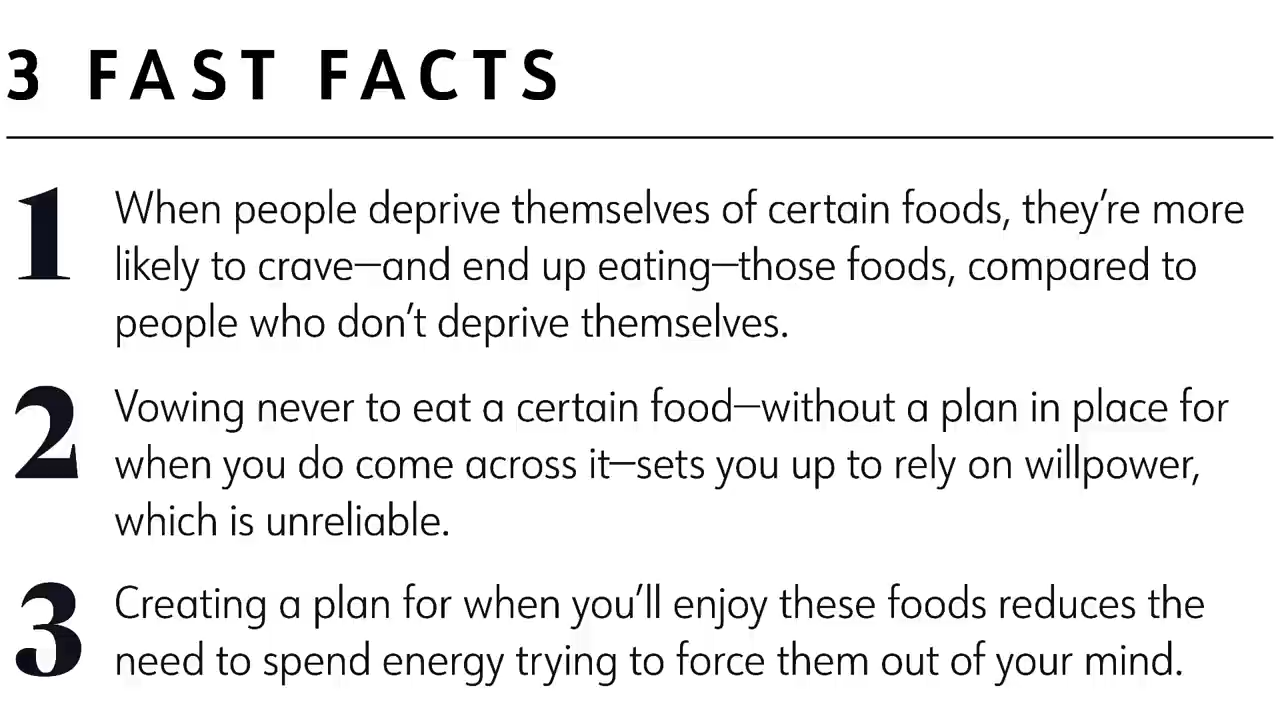 3 FAST FACTS
1 When people deprive themselves of certain foods, they’re more
likely to crave—and end up eating—those foods, compared to
people who don’t deprive themselves.
2 Vowing never to eat a certain food—without a plan in place for
when you do come across it—sets you up to rely on willpower,
which is unreliable.
3 Creating a plan for when you’ll enjoy these foods reduces the
need to spend energy trying to force them out of your mind.